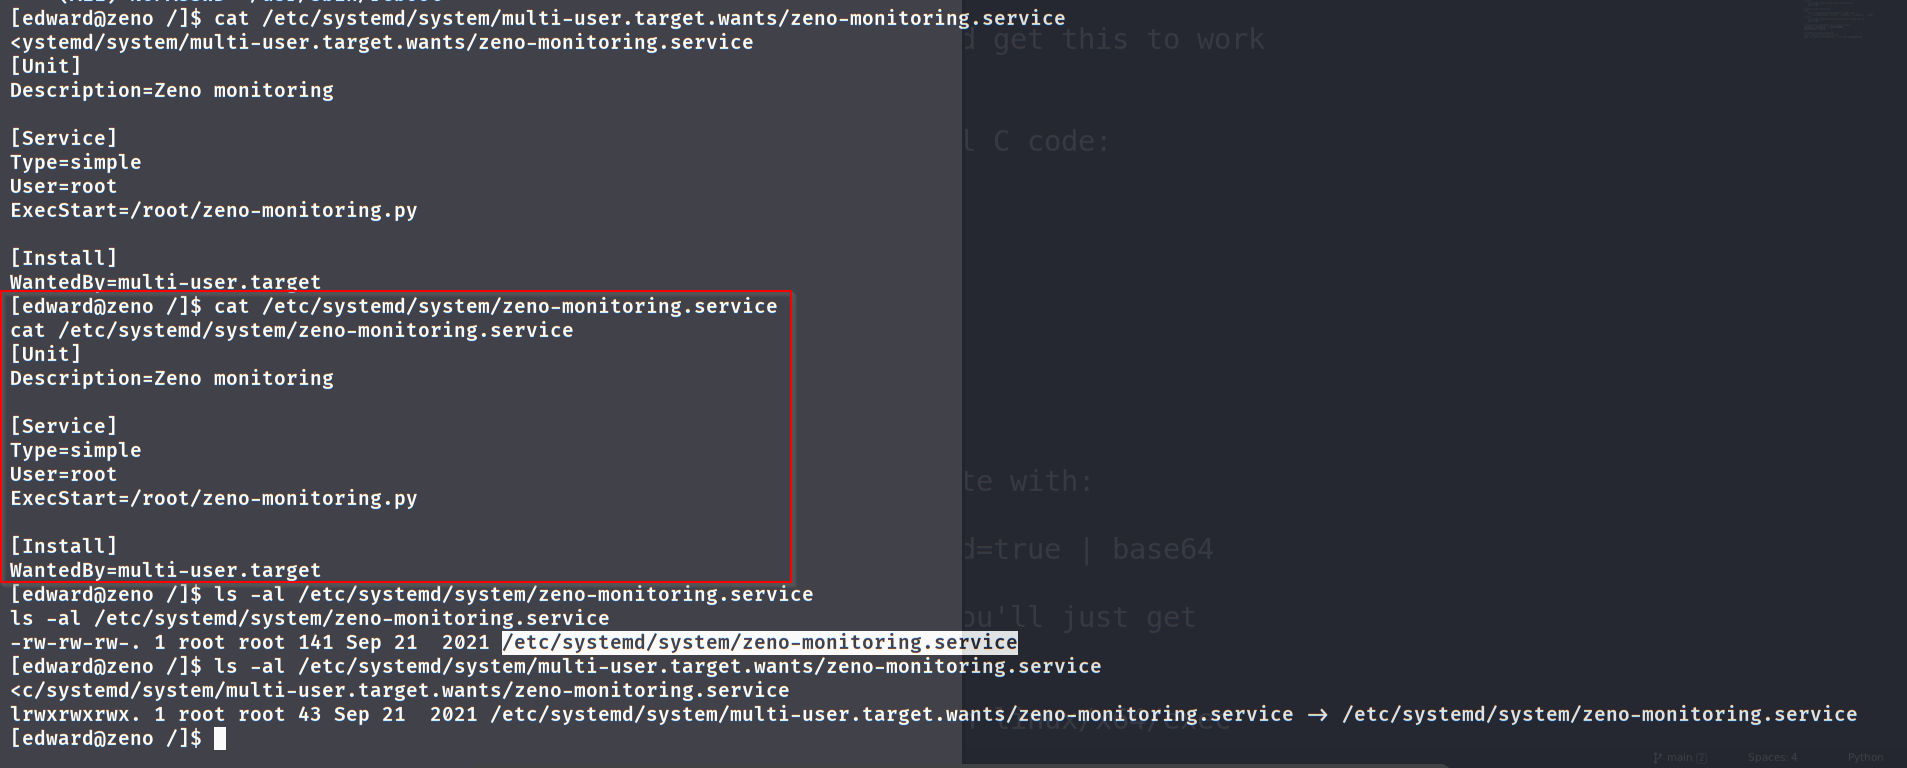 [edward@zeno /]$ cat /etc/systemd/system/multi-user.target.wants/zeno-monitoring.service
<ystemd/system/multi-user.target.wants/zeno-monitoring.service
[Unit]
Description=Zeno monitoring
[Service]
Type=simple
User=root
ExecStart=/root/zeno-monitoring.py
[Install]
WantedBy=multi-user.target
[edward@zeno /]$ cat /etc/systemd/system/zeno-monitoring.service
cat /etc/systemd/system/zeno-monitoring.service
[Unit]
Description=Zeno monitoring
[Service]
Type=simple
User=root
ExecStart=/root/zeno-monitoring.py
[Install]
WantedBy=multi-user.target
[edward@zeno /]$ ls -al /etc/systemd/system/zeno-monitoring.service
ls -al /etc/systemd/system/zeno-monitoring.service
-rw-rw-rw-. 1 root root 141 Sep 21  2021 /etc/systemd/system/zeno-monitoring.service
[edward@zeno /]$ ls -al /etc/systemd/system/multi-user.target.wants/zeno-monitoring.service
<c/systemd/system/multi-user.target.wants/zeno-monitoring.service
lrwxrwxrwx. 1 root root 43 Sep 21  2021 /etc/systemd/system/multi-user.target.wants/zeno-monitoring.service -> /etc/systemd/system/zeno-monitoring.service
[edward@zeno /]$
d get this to work
l C code:
te with:
d=true | base64
ou'll just get
linux/x64/exec
main (2) Spaces: 4 Python